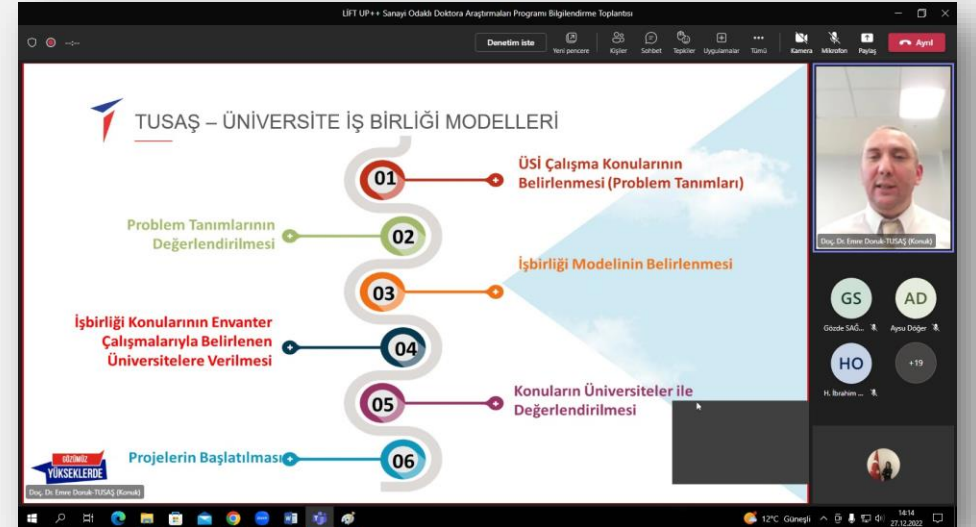 LİFT UP++ Sanayi Odaklı Doktora Araştırmaları Programı Bilgilendirme Toplantısı
--:--
Denetim iste
Yeni pencere
Kişiler
Sohbet
Tepkiler
Uygulamalar
Tümü
Kamera
Mikrofon
Paylaş
Ayrıl
TUSAŞ – ÜNİVERSİTE İŞ BİRLİĞİ MODELLERİ
01
ÜSİ Çalışma Konularının
Belirlenmesi (Problem Tanımları)
Problem Tanımlarının
Değerlendirilmesi
02
İşbirliği Modelinin Belirlenmesi
03
İşbirliği Konularının Envanter
Çalışmalarıyla Belirlenen
Üniversitelere Verilmesi
04
Konuların Üniversiteler ile
Değerlendirilmesi
05
Projelerin Başlatılması
06
GÖZÜMÜZ
YÜKSEKLERDE
Doç. Dr. Emre Doruk-TUSAŞ (Konuk)
Doç. Dr. Emre Doruk-TUSAŞ (Konuk)
GS
Gözde SAĞ...
AD
Aysu Döğer
HO
H. İbrahim ...
+19
12°C Güneşli
14:14
27.12.2022